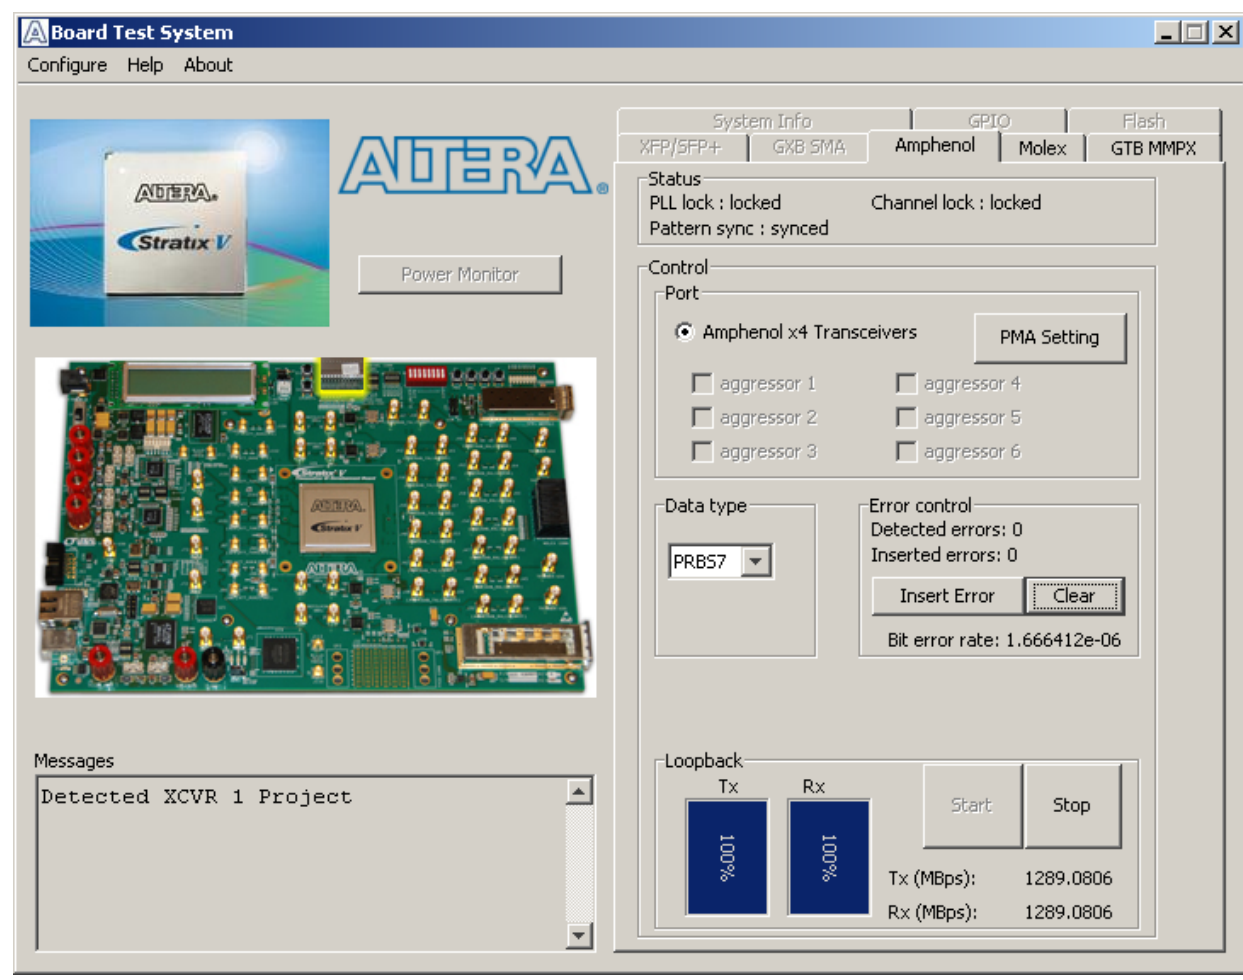 Board Test System
Configure Help About
ALTERA
Stratix V
ALTERA®
Power Monitor
Stratix V
ALTERA
Stratix V
ALTERA
Messages
Detected XCVR 1 Project
System Info GPIO Flash
XFP/SFP+ GXB SMA Amphenol Molex GTB MMPX
Status
PLL lock : locked Channel lock : locked
Pattern sync : synced
Control
Port
Amphenol x4 Transceivers PMA Setting
aggressor 1 aggressor 4
aggressor 2 aggressor 5
aggressor 3 aggressor 6
Data type
PRBS7
Error control
Detected errors: 0
Inserted errors: 0
Insert Error Clear
Bit error rate: 1.666412e-06
Loopback
Tx Rx
100% 100%
Start Stop
Tx (MBps): 1289.0806
Rx (MBps): 1289.0806